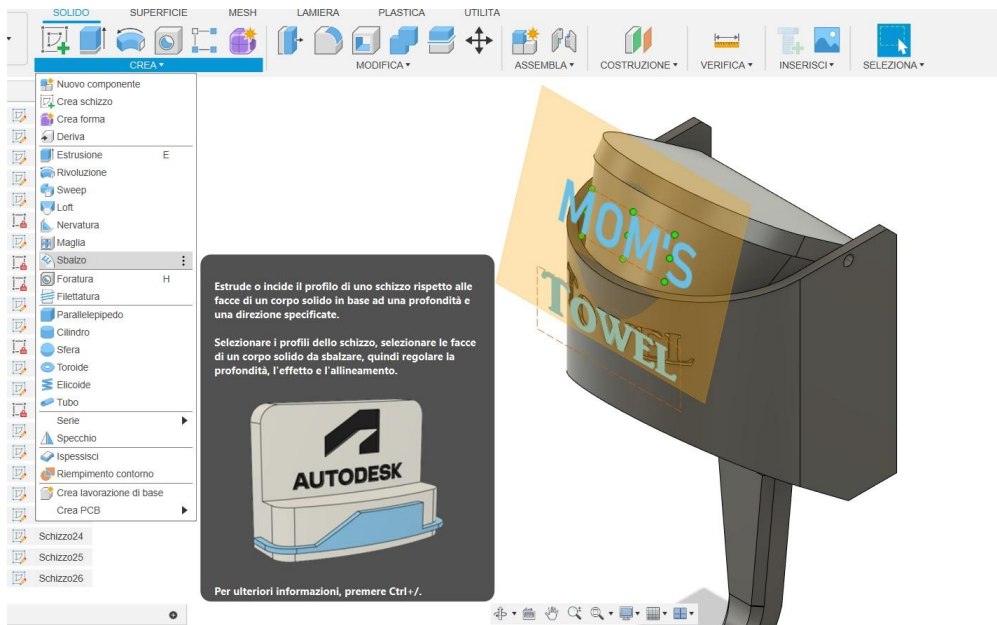 SOLIDO SUPERFICIE MESH LAMIERA PLASTICA UTILITA
CREA MODIFICA ASSEMBLA COSTRUZIONE VERIFICA INSERISCI SELEZIONA
Nuovo componente
Crea schizzo
Crea forma
Deriva
Estrusione E
Rivoluzione
Sweep
Loft
Nervatura
Maglia
Sbalzo
Foratura H
Filettatura
Parallelepipedo
Cilindro
Sfera
Toroide
Elicoide
Tubo
Serie
Specchio
Ispessisci
Riempimento contorno
Crea lavorazione di base
Crea PCB
Schizzo24
Schizzo25
Schizzo26
Estrude o incide il profilo di uno schizzo rispetto alle
facce di un corpo solido in base ad una profondità e
una direzione specificate.
Selezionare i profili dello schizzo, selezionare le facce
di un corpo solido da sbalzare, quindi regolare la
profondità, l'effetto e l'allineamento.
AUTODESK
Per ulteriori informazioni, premere Ctrl+/.
MOM'S
TOWEL